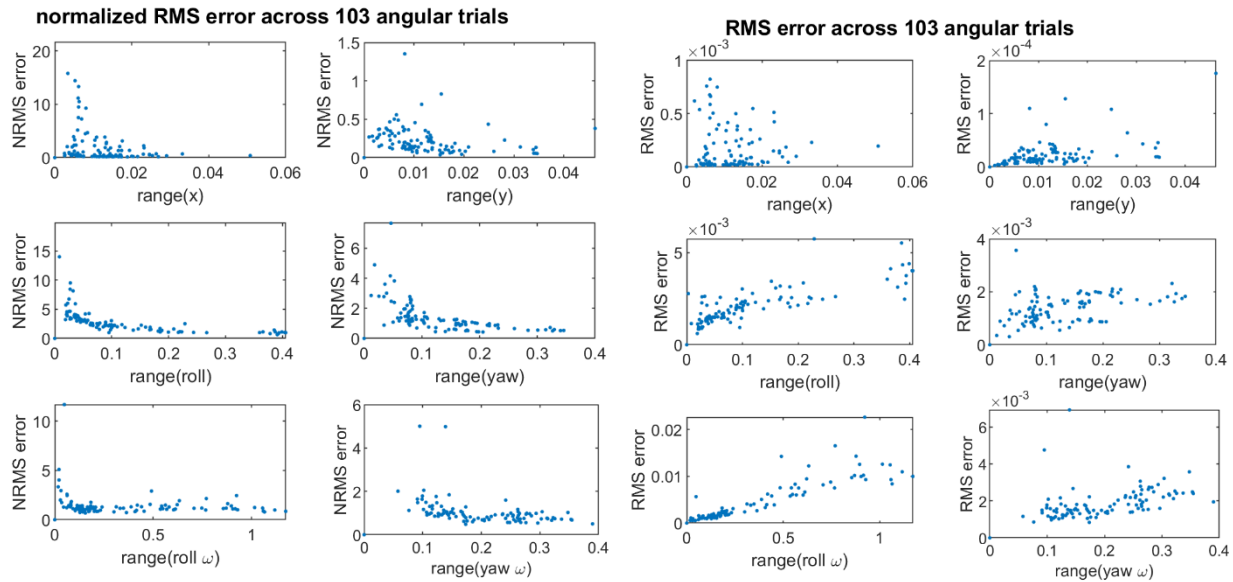 normalized RMS error across 103 angular trials
NRMS error
20
10
0
0 0.02 0.04 0.06
range(x)
NRMS error
1.5
1
0.5
0
0 0.01 0.02 0.03 0.04
range(y)
NRMS error
15
10
5
0
0 0.1 0.2 0.3 0.4
range(roll)
NRMS error
6
4
2
0
0 0.1 0.2 0.3 0.4
range(yaw)
NRMS error
10
5
0
0.5 1
range(roll ω)
NRMS error
6
4
2
0
0 0.1 0.2 0.3 0.4
range(yaw ω)
RMS error across 103 angular trials
×10⁻³
RMS error
1
0.5
0
0 0.02 0.04 0.06
range(x)
×10⁻⁴
RMS error
2
1
0
0 0.01 0.02 0.03 0.04
range(y)
×10⁻³
RMS error
5
0
0 0.1 0.2 0.3 0.4
range(roll)
×10⁻³
RMS error
4
2
0
0 0.1 0.2 0.3 0.4
range(yaw)
RMS error
0.02
0.01
0
0 0.5 1
range(roll ω)
×10⁻³
RMS error
6
4
2
0
0 0.1 0.2 0.3 0.4
range(yaw ω)